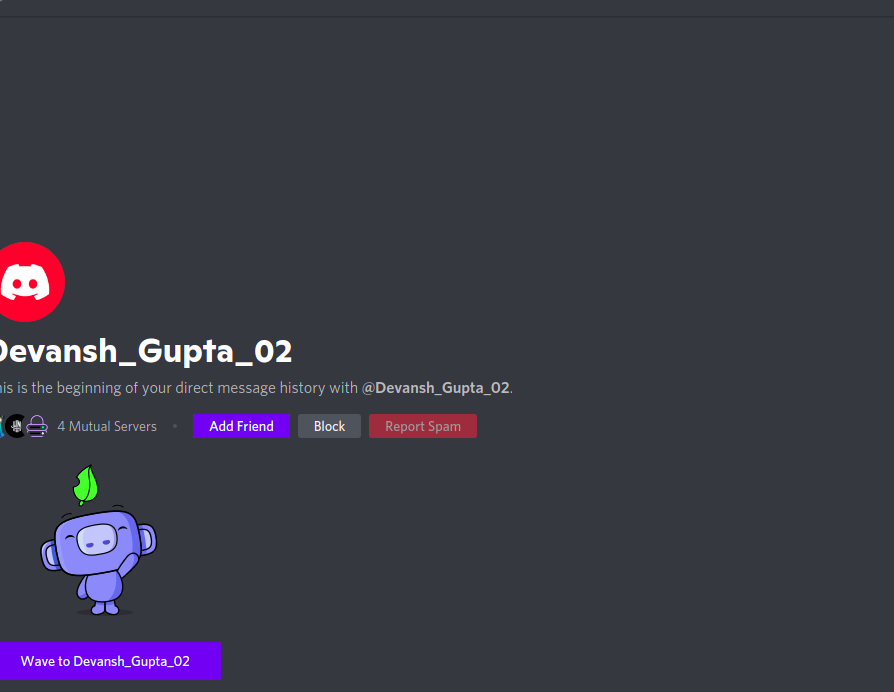 Devansh_Gupta_02
his is the beginning of your direct message history with @Devansh_Gupta_02.
4 Mutual Servers • Add Friend Block Report Spam
Wave to Devansh_Gupta_02